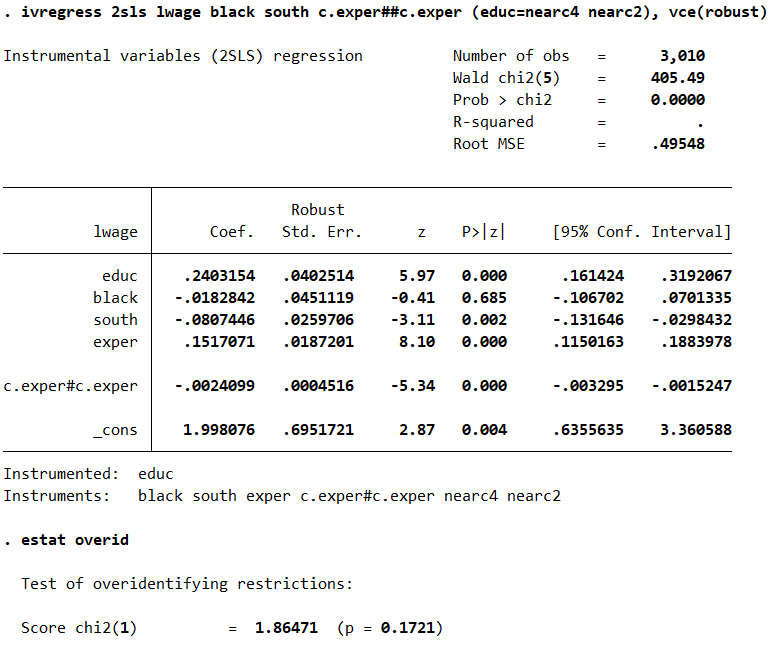 . ivregress 2sls lwage black south c.exper##c.exper (educ=nearc4 nearc2), vce(robust)
Instrumental variables (2SLS) regression Number of obs = 3,010
Wald chi2(5) = 405.49
Prob > chi2 = 0.0000
R-squared = .
Root MSE = .49548
Robust
lwage Coef. Std. Err. z P>|z| [95% Conf. Interval]
educ .2403154 .0402514 5.97 0.000 .161424 .3192067
black -.0182842 .0451119 -0.41 0.685 -.106702 .0701335
south -.0807446 .0259706 -3.11 0.002 -.131646 -.0298432
exper .1517071 .0187201 8.10 0.000 .1150163 .1883978
c.exper#c.exper -.0024099 .0004516 -5.34 0.000 -.003295 -.0015247
_cons 1.998076 .6951721 2.87 0.004 .6355635 3.360588
Instrumented: educ
Instruments: black south exper c.exper#c.exper nearc4 nearc2
. estat overid
Test of overidentifying restrictions:
Score chi2(1) = 1.86471 (p = 0.1721)